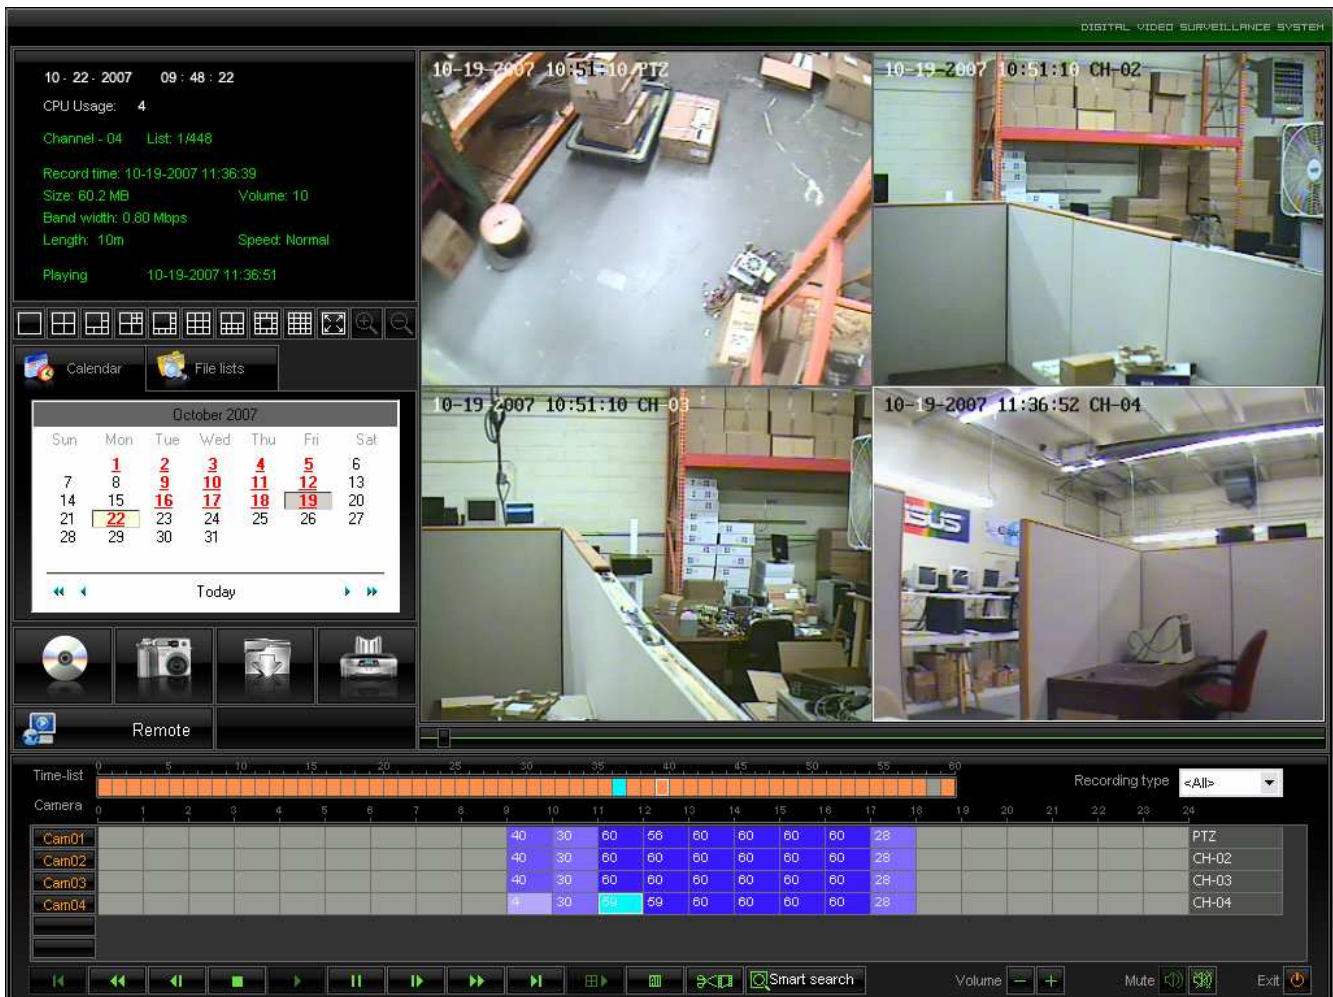 DIGITAL VIDEO SURVEILLANCE SYSTEM
10 - 22 - 2007 09 : 48 : 22
CPU Usage: 4
Channel - 04 List: 1/448
Record time: 10-19-2007 11:36:39
Size: 60.2 MB Volume: 10
Band width: 0.80 Mbps
Length: 10m Speed: Normal
Playing 10-19-2007 11:36:51
10-19-2007 10:51:10 PTZ
10-19-2007 10:51:10 CH-02
10-19-2007 10:51:10 CH-03
10-19-2007 11:36:52 CH-04
Calendar File lists
October 2007
Sun Mon Tue Wed Thu Fri Sat
1 2 3 4 5 6
7 8 9 10 11 12 13
14 15 16 17 18 19 20
21 22 23 24 25 26 27
28 29 30 31
Today
Remote
Time-list 0 5 10 15 20 25 30 35 40 45 50 55 60
Recording type <All>
Camera 0 1 2 3 4 5 6 7 8 9 10 11 12 13 14 15 16 17 18 19 20 21 22 23 24
Cam01 40 30 60 56 60 60 60 60 28 PTZ
Cam02 40 30 60 60 60 60 60 60 28 CH-02
Cam03 40 30 60 60 60 60 60 60 28 CH-03
Cam04 4 30 59 59 60 60 60 60 28 CH-04
Smart search Volume Mute Exit